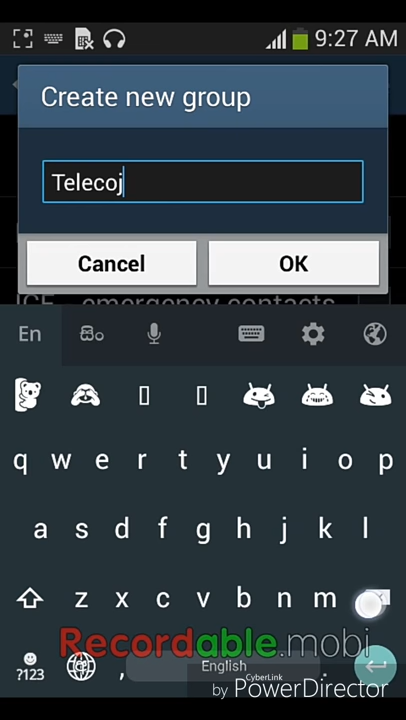 9:27 AM
Create new group
Telecoj
Cancel OK
ICE - emergency contacts
En සිං
q w e r t y u i o p
a s d f g h j k l
z x c v b n m
Recordable.mobi
?123 , English .
CyberLink
by PowerDirector